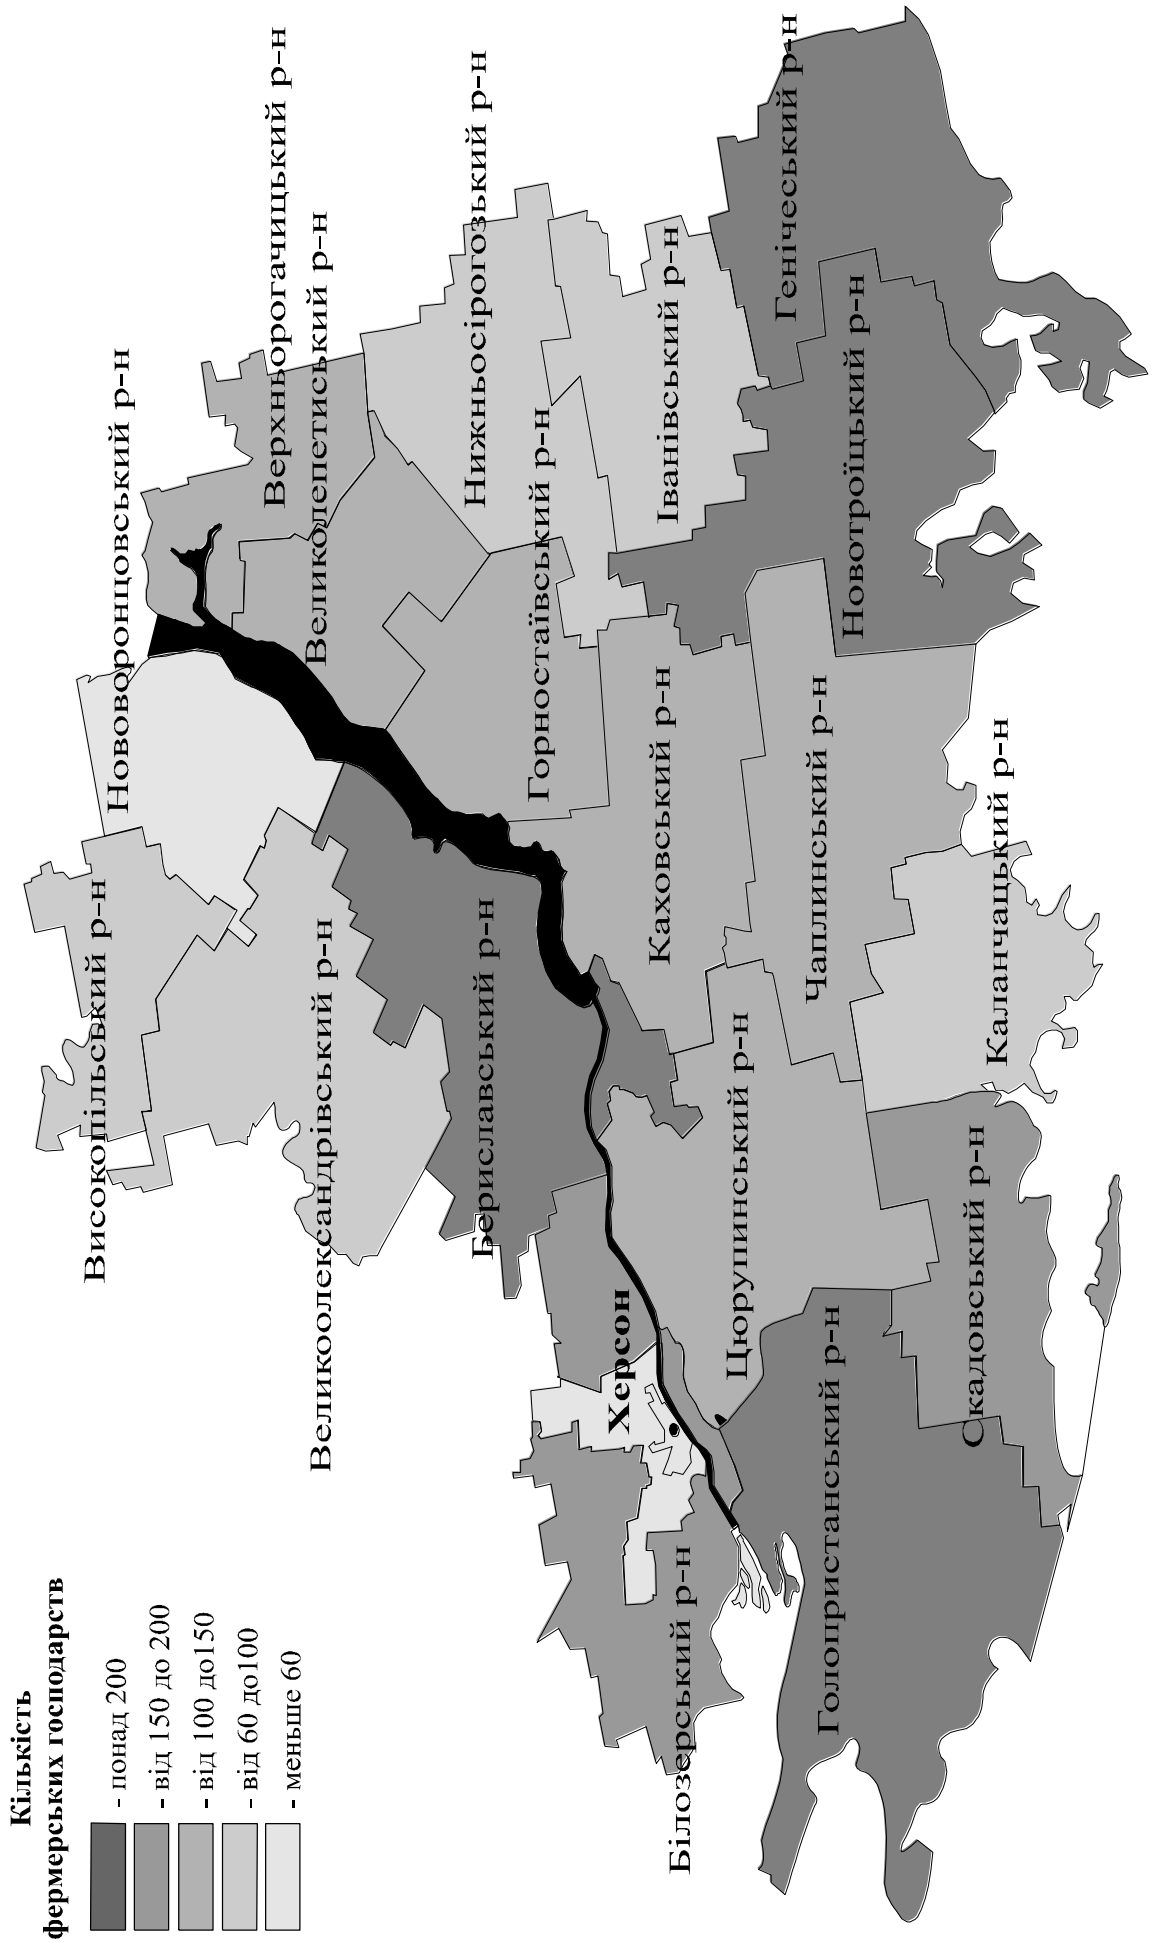 Кількість
фермерських господарств
- понад 200
- від 150 до 200
- від 100 до150
- від 60 до100
- меньше 60
Високопільський р-н
Нововоронцовський р-н
Верхньорогачицький р-н
Великолепетиський р-н
Великоолександрівський р-н
Нижньосірогозький р-н
Бериславський р-н
Горностаївський р-н
Херсон
Іванівський р-н
Каховський р-н
Білозерський р-н
Цюрупинський р-н
Генічеський р-н
Чаплинський р-н
Новотроїцький р-н
Голопристанський р-н
Скадовський р-н
Каланчацький р-н